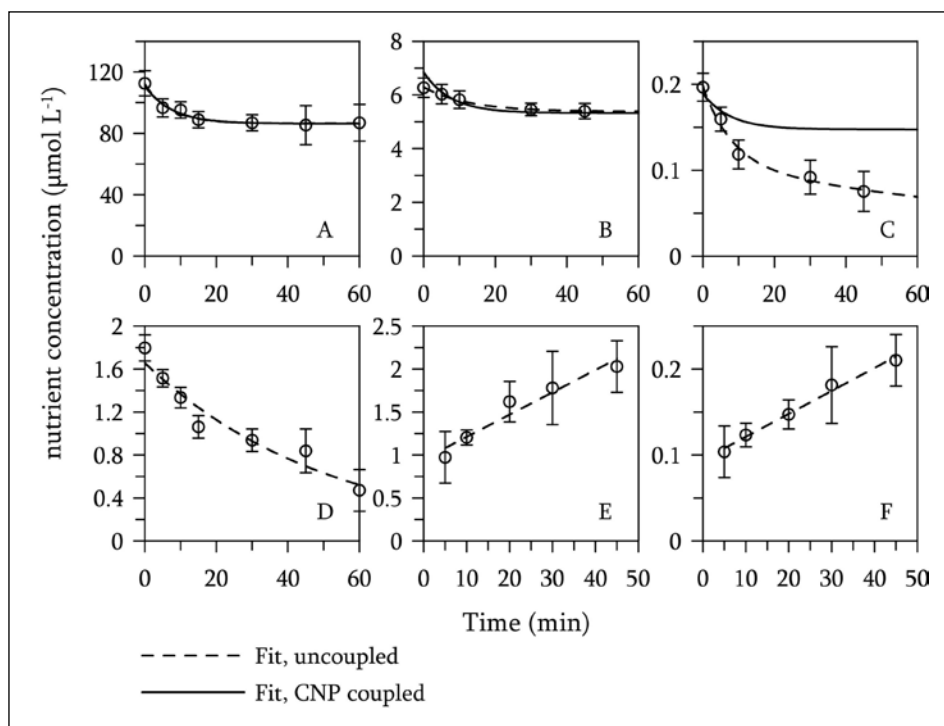 nutrient concentration (μmol L⁻¹)
120
80
40
0
A
0 20 40 60
8
6
4
2
0
B
0 20 40 60
0.2
0.1
0
C
0 20 40 60
2
1.6
1.2
0.8
0.4
0
D
0 20 40 60
2.5
2
1.5
1
0.5
0
E
0 10 20 30 40 50
0.2
0.1
0
F
0 10 20 30 40 50
Time (min)
Fit, uncoupled
Fit, CNP coupled